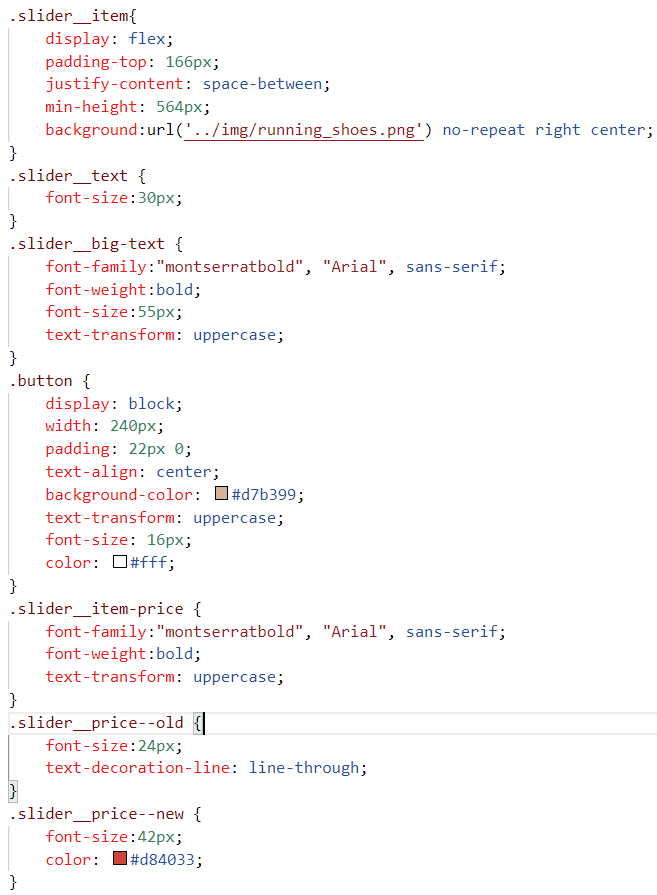 .slider__item{
    display: flex;
    padding-top: 166px;
    justify-content: space-between;
    min-height: 564px;
    background:url('../img/running_shoes.png') no-repeat right center;
}
.slider__text {
    font-size:30px;
}
.slider__big-text {
    font-family:"montserratbold", "Arial", sans-serif;
    font-weight:bold;
    font-size:55px;
    text-transform: uppercase;
}
.button {
    display: block;
    width: 240px;
    padding: 22px 0;
    text-align: center;
    background-color: #d7b399;
    text-transform: uppercase;
    font-size: 16px;
    color: #fff;
}
.slider__item-price {
    font-family:"montserratbold", "Arial", sans-serif;
    font-weight:bold;
    text-transform: uppercase;
}
.slider__price--old {
    font-size:24px;
    text-decoration-line: line-through;
}
.slider__price--new {
    font-size:42px;
    color: #d84033;
}